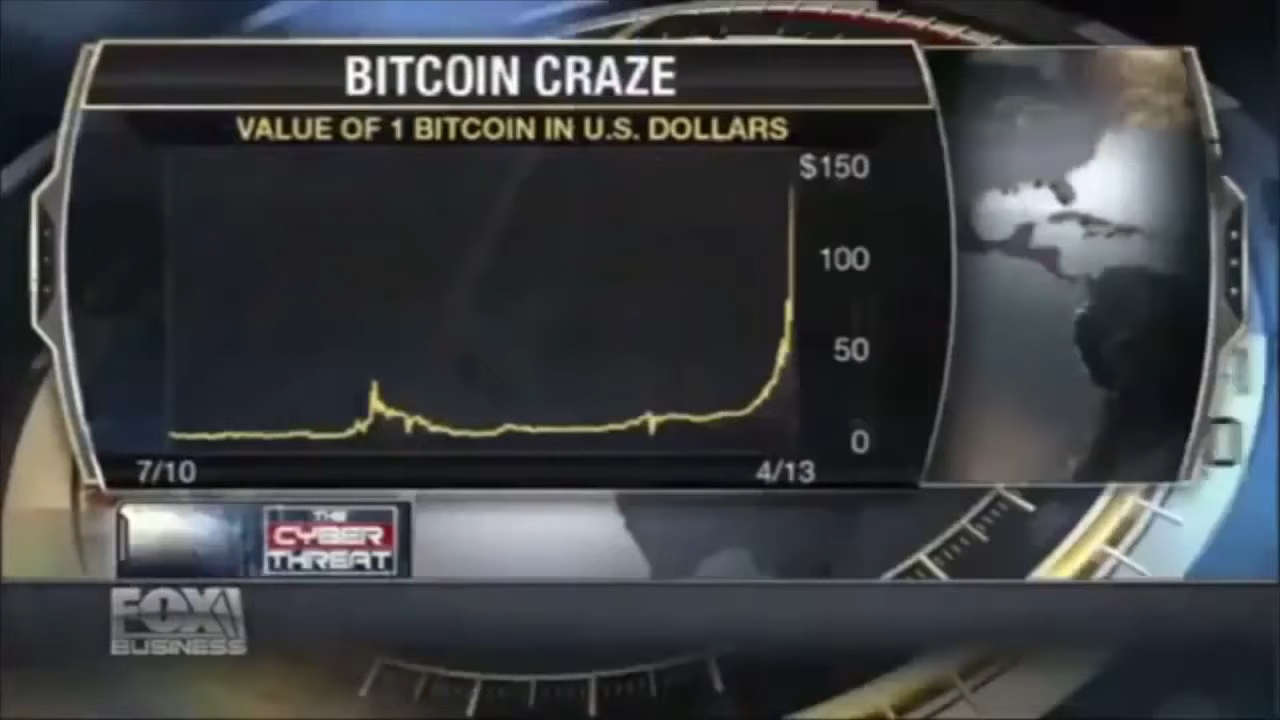 BITCOIN CRAZE
VALUE OF 1 BITCOIN IN U.S. DOLLARS
$150
100
50
0
7/10
4/13
THE
CYBER
THREAT
FOX
BUSINESS